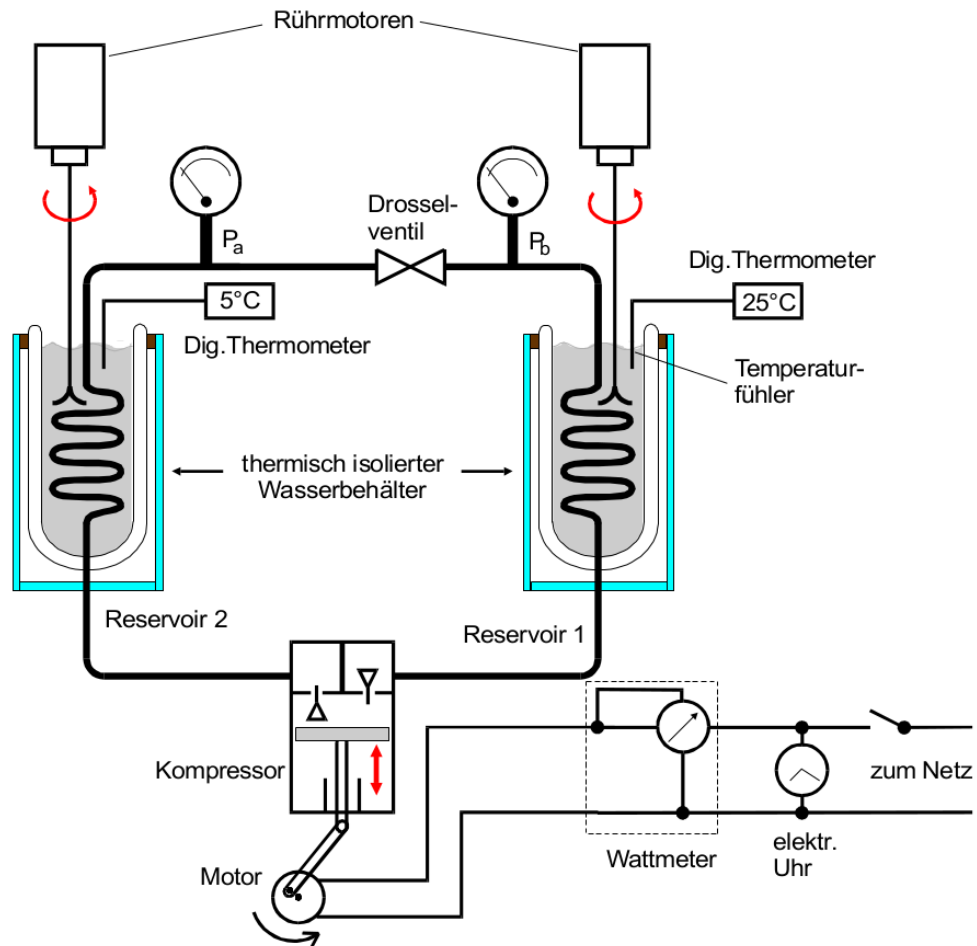 Rührmotoren
Drossel-
ventil
Pa
Pb
Dig.Thermometer
5°C
25°C
Dig.Thermometer
Temperatur-
fühler
thermisch isolierter
Wasserbehälter
Reservoir 2
Reservoir 1
Kompressor
zum Netz
Wattmeter
elektr.
Uhr
Motor